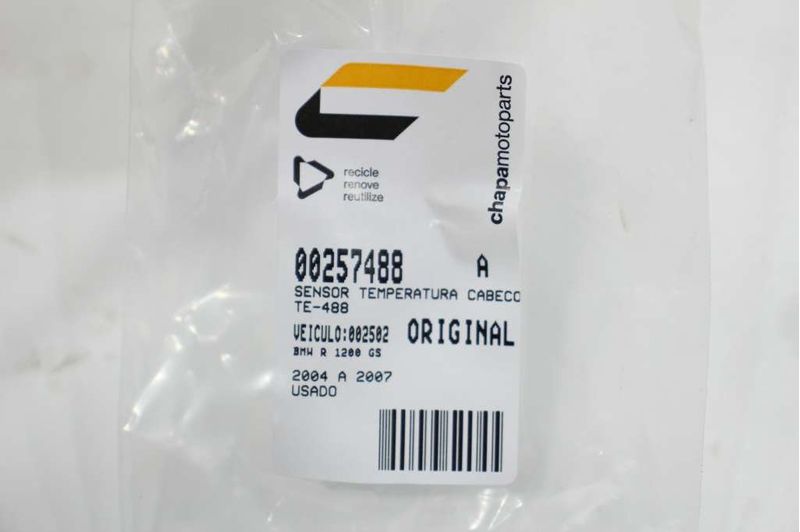 chapamotoparts
recicle
renove
reutilize
00257488 A
SENSOR TEMPERATURA CABECO
TE-488
VEICULO:002502 ORIGINAL
BMW R 1200 GS
2004 A 2007
USADO